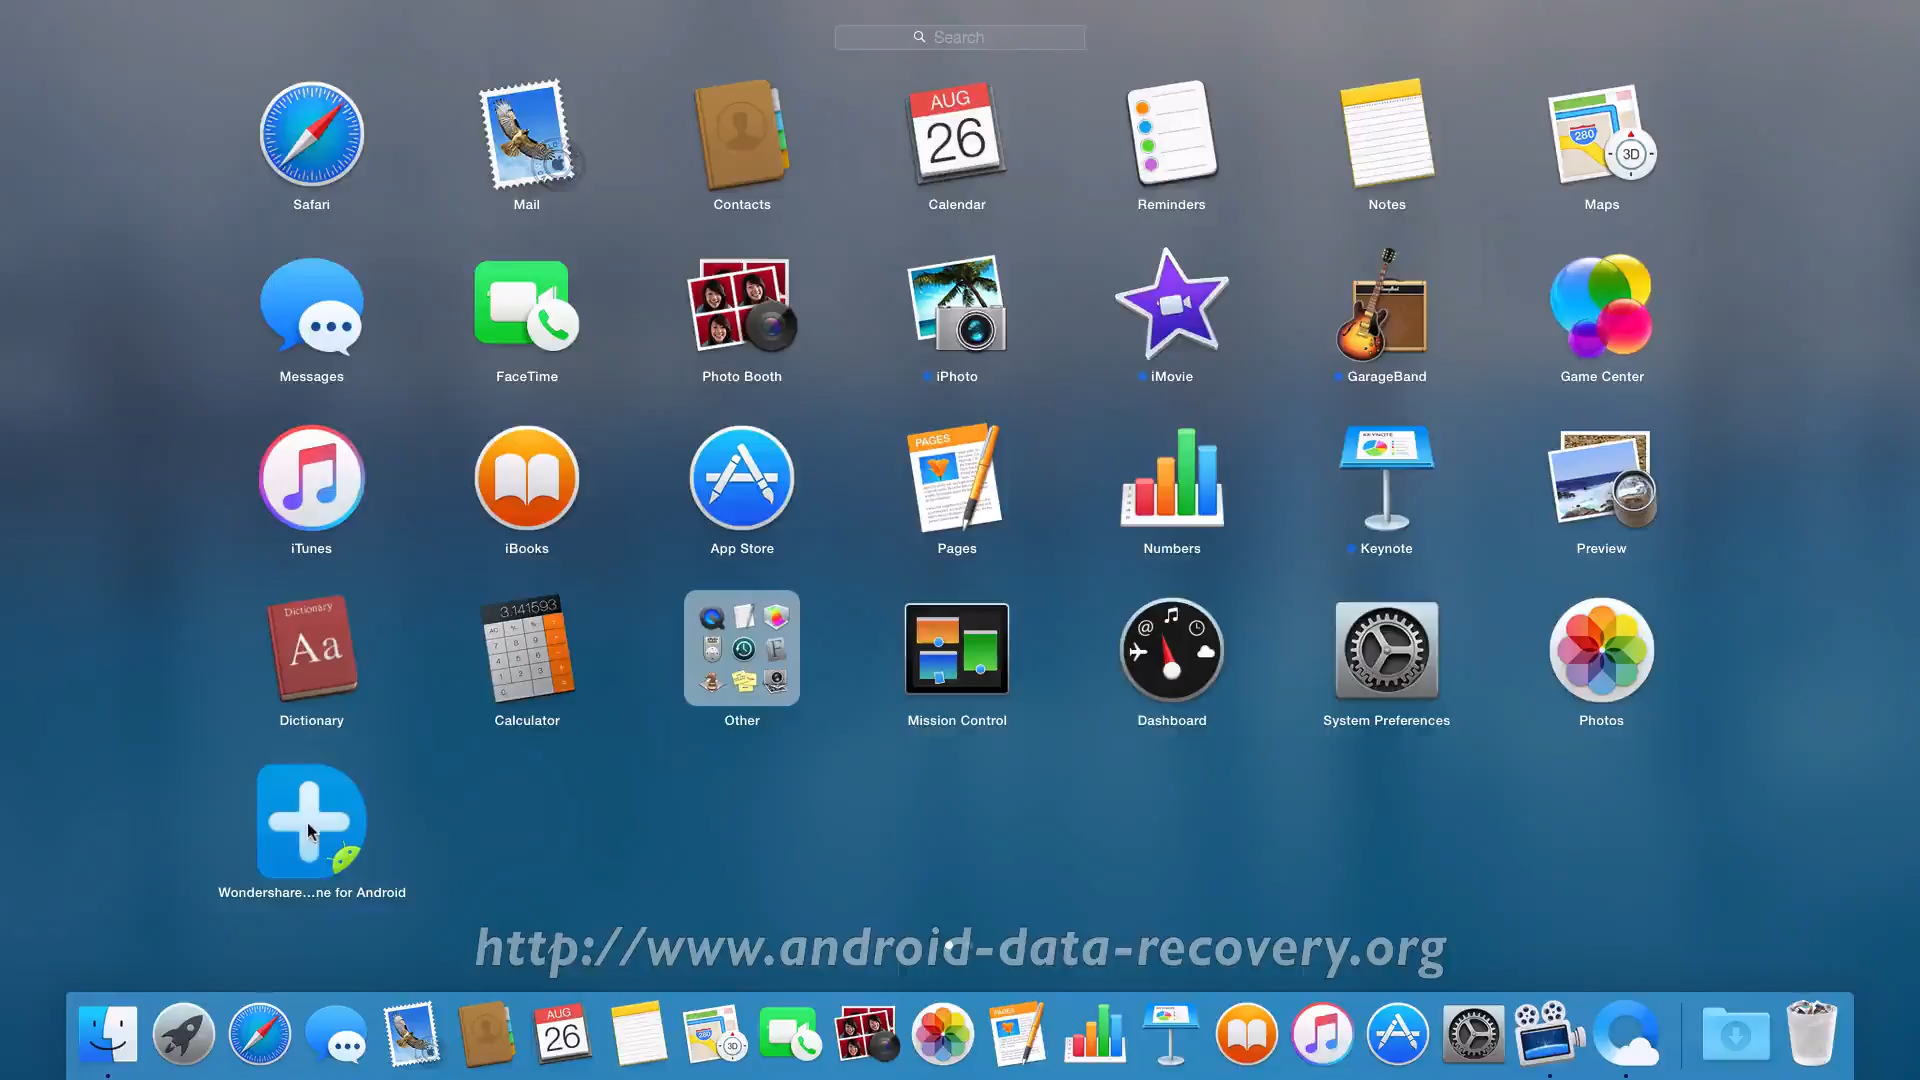 Search
Safari
Mail
Contacts
AUG
26
Calendar
Reminders
Notes
280
3D
Maps
Messages
FaceTime
Photo Booth
iPhoto
iMovie
GarageBand
Game Center
iTunes
iBooks
App Store
PAGES
Pages
Numbers
KEYNOTE
Keynote
Preview
Dictionary
Aa
Dictionary
3.141593
Calculator
Other
Mission Control
@
Dashboard
System Preferences
Photos
Wondershare...ne for Android
http://www.android-data-recovery.org
AUG
26
3D
PAGES